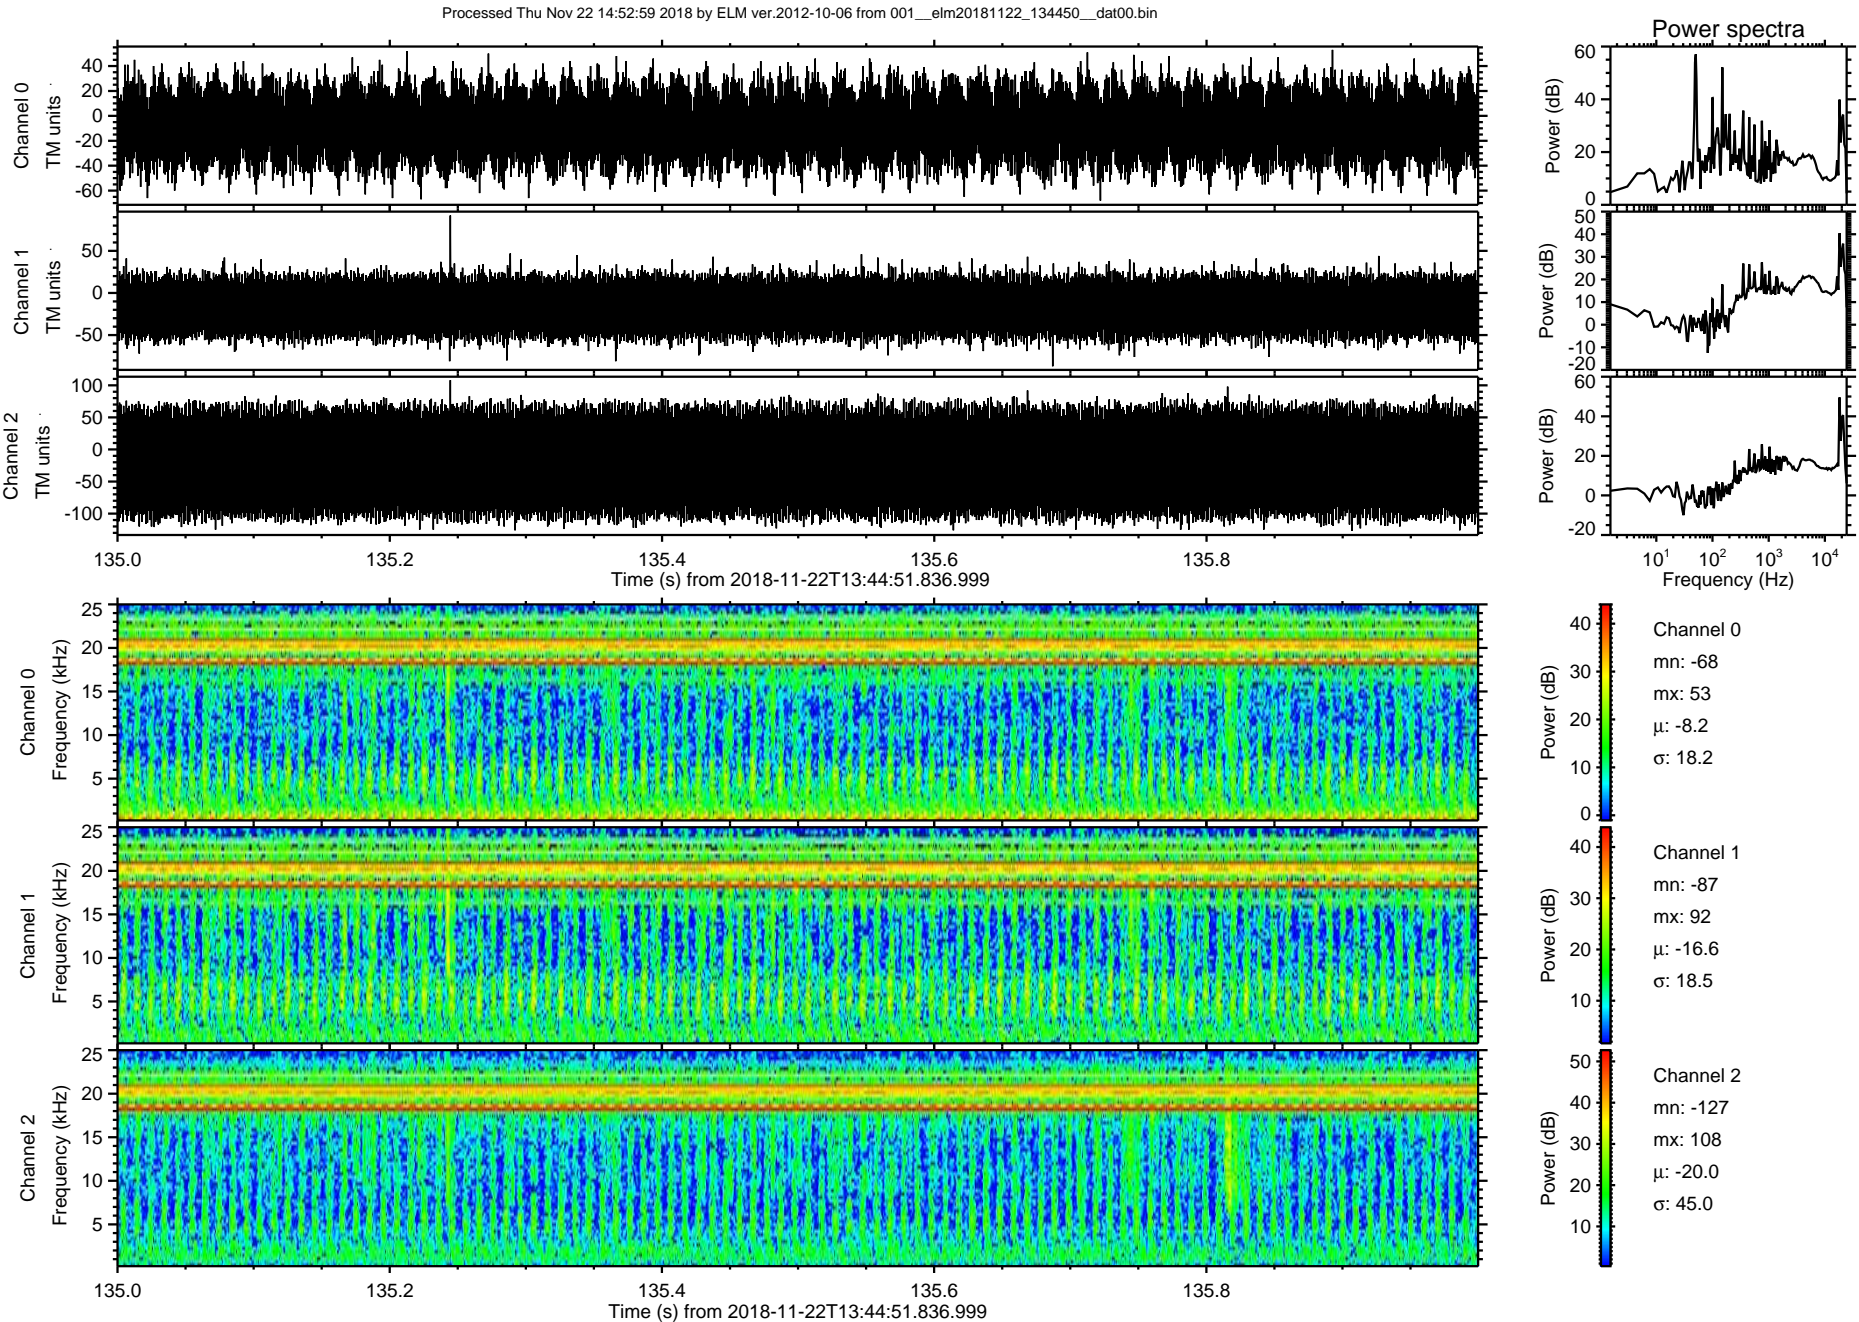 Processed Thu Nov 22 14:52:59 2018 by ELM ver.2012-10-06 from 001__elm20181122_134450__dat00.bin
Power spectra
Channel 0
TM units
40
20
0
-20
-40
-60
Power (dB)
60
40
20
0
Channel 1
TM units
50
0
-50
Power (dB)
50
40
30
20
10
0
-10
-20
Channel 2
TM units
100
50
0
-50
-100
Power (dB)
60
40
20
0
-20
135.0 135.2 135.4 135.6 135.8
Time (s) from 2018-11-22T13:44:51.836.999
10^1 10^2 10^3 10^4
Frequency (Hz)
Channel 0
Frequency (kHz)
25
20
15
10
5
Power (dB)
40
30
20
10
0
Channel 0
mn: -68
mx: 53
µ: -8.2
σ: 18.2
Channel 1
Frequency (kHz)
25
20
15
10
5
Power (dB)
40
30
20
10
Channel 1
mn: -87
mx: 92
µ: -16.6
σ: 18.5
Channel 2
Frequency (kHz)
25
20
15
10
5
Power (dB)
50
40
30
20
10
Channel 2
mn: -127
mx: 108
µ: -20.0
σ: 45.0
135.0 135.2 135.4 135.6 135.8
Time (s) from 2018-11-22T13:44:51.836.999